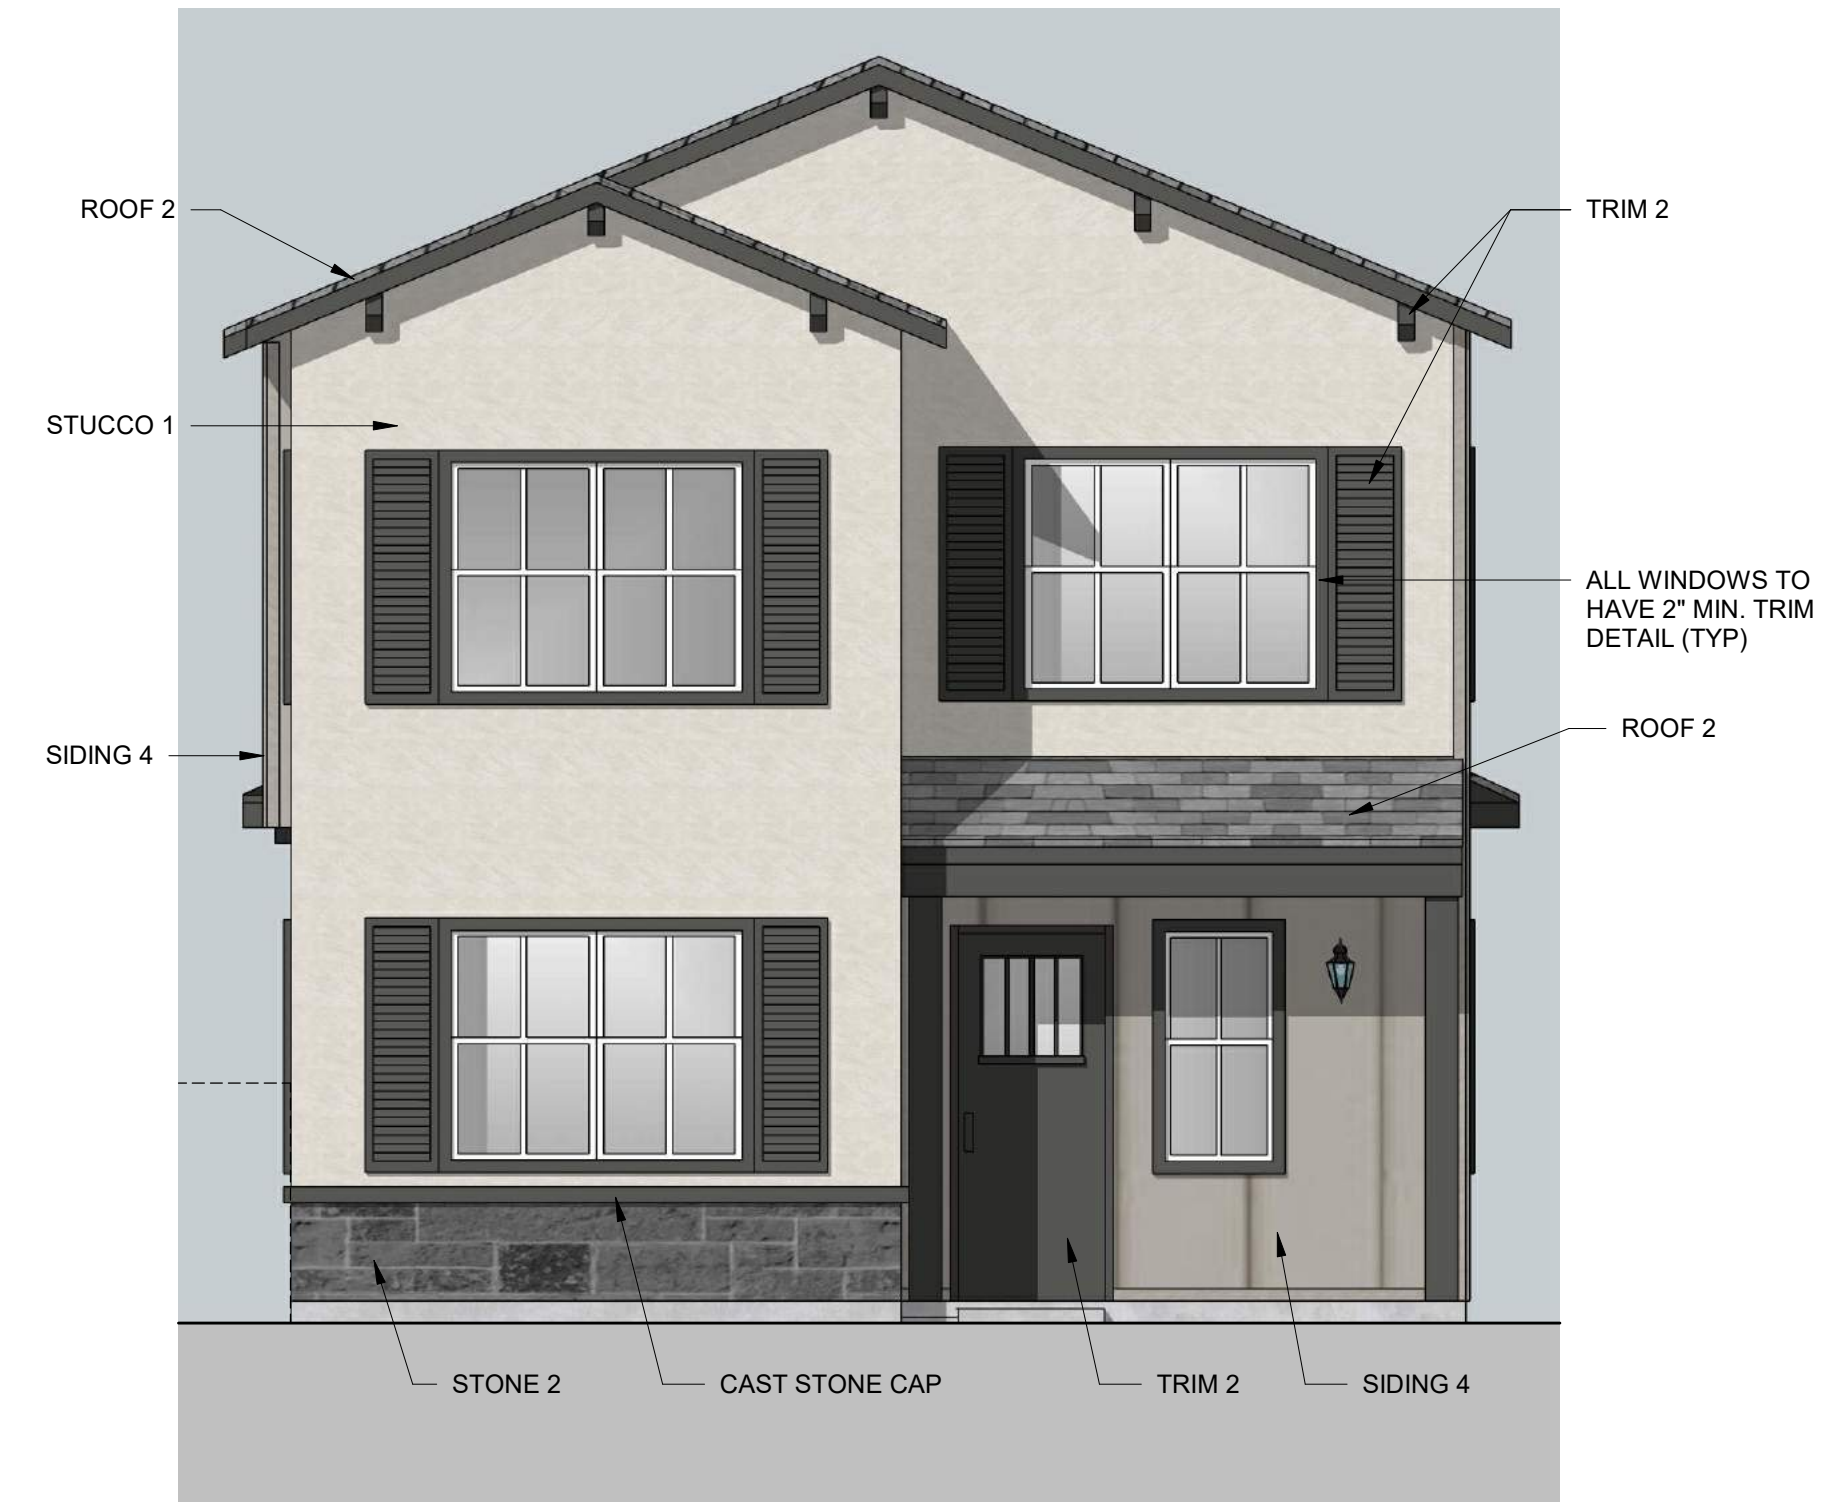 ROOF 2
TRIM 2
STUCCO 1
ALL WINDOWS TO
HAVE 2" MIN. TRIM
DETAIL (TYP)
ROOF 2
SIDING 4
STONE 2
CAST STONE CAP
TRIM 2
SIDING 4